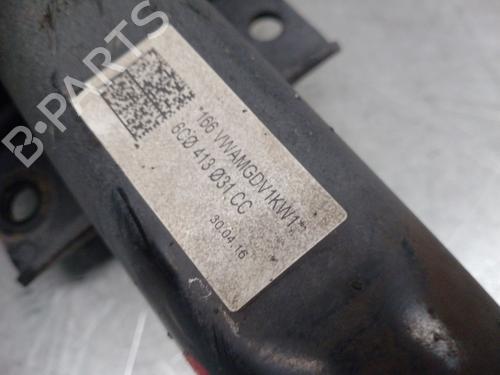 B-PARTS
*166 VWAMGDV1KW1*
6C0 413 031 CC
30.04.16